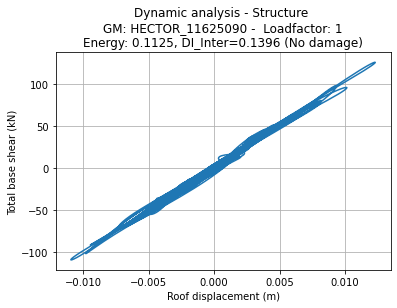 Dynamic analysis - Structure
GM: HECTOR_11625090 -  Loadfactor: 1
Energy: 0.1125, DI_Inter=0.1396 (No damage)
100
50
0
−50
−100
Total base shear (kN)
−0.010 −0.005 0.000 0.005 0.010
Roof displacement (m)